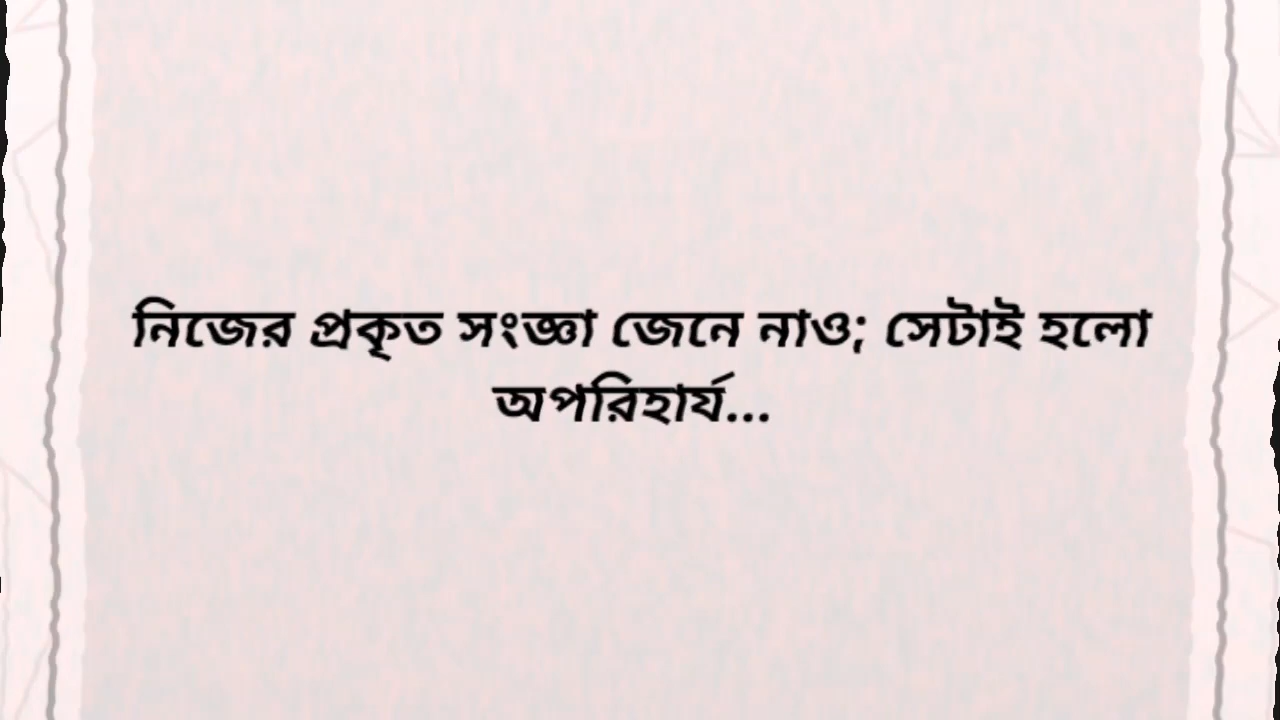 নিজের প্রকৃত সংজ্ঞা জেনে নাও; সেটাই হলো
অপরিহার্য...